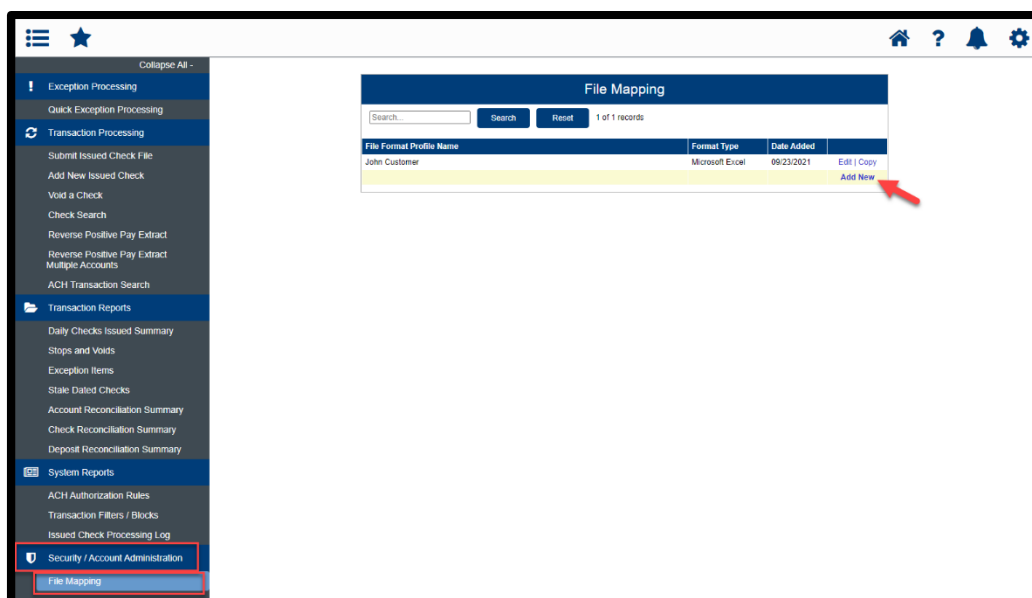 Collapse All -
Exception Processing
Quick Exception Processing
Transaction Processing
Submit Issued Check File
Add New Issued Check
Void a Check
Check Search
Reverse Positive Pay Extract
Reverse Positive Pay Extract
Multiple Accounts
ACH Transaction Search
Transaction Reports
Daily Checks Issued Summary
Stops and Voids
Exception Items
Stale Dated Checks
Account Reconciliation Summary
Check Reconciliation Summary
Deposit Reconciliation Summary
System Reports
ACH Authorization Rules
Transaction Filters / Blocks
Issued Check Processing Log
Security / Account Administration
File Mapping
File Mapping
Search... Search Reset 1 of 1 records
File Format Profile Name Format Type Date Added
John Customer Microsoft Excel 09/23/2021 Edit | Copy
Add New